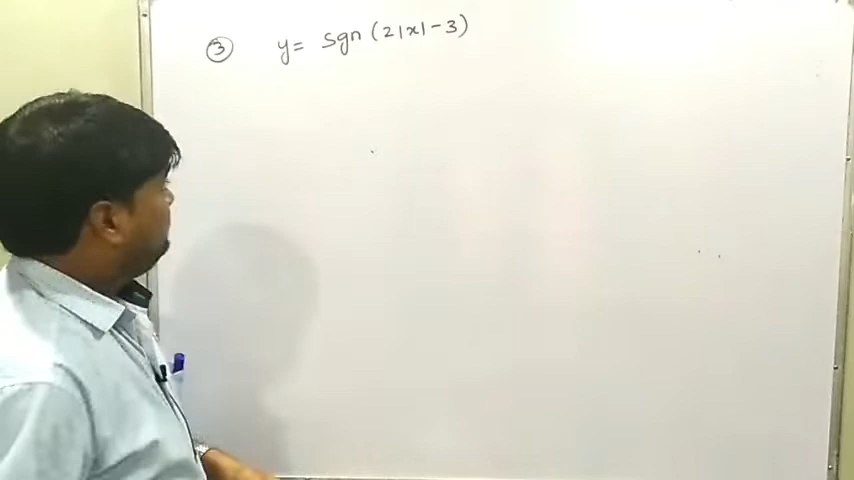 ③ y= sgn (2|x|-3)